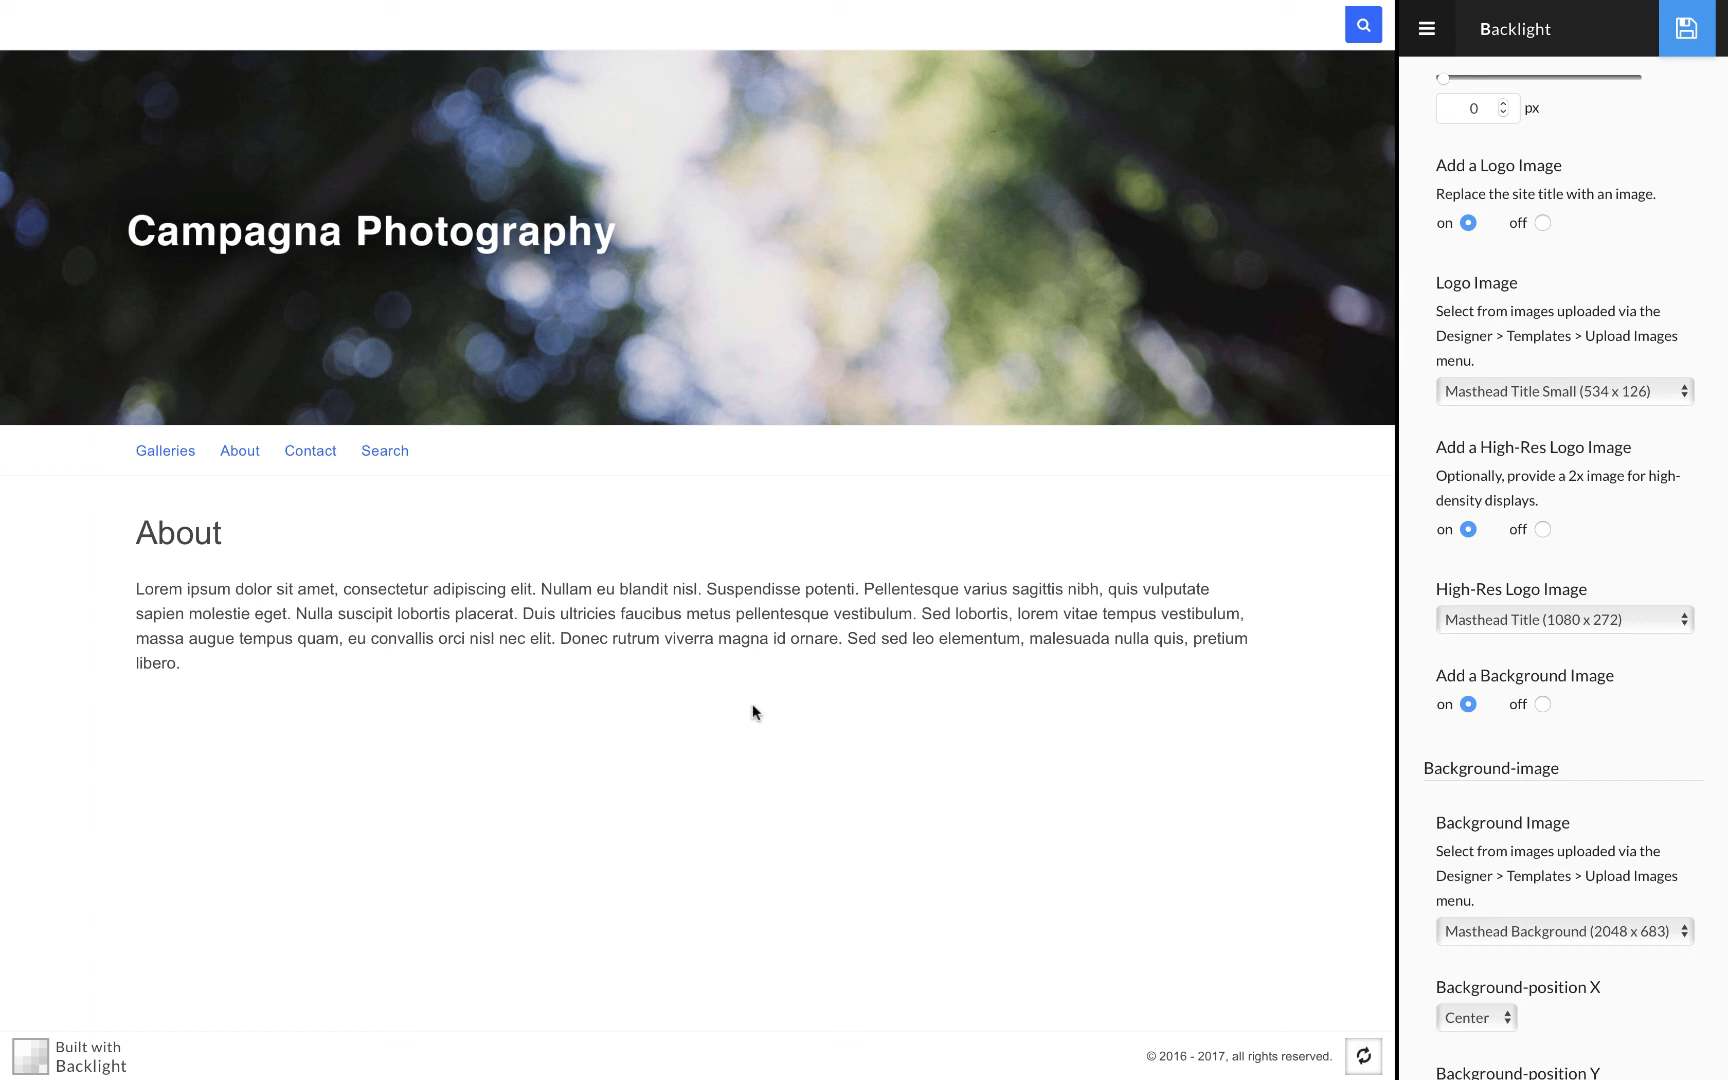 Campagna Photography
Galleries
About
Contact
Search
About
Lorem ipsum dolor sit amet, consectetur adipiscing elit. Nullam eu blandit nisl. Suspendisse potenti. Pellentesque varius sagittis nibh, quis vulputate
sapien molestie eget. Nulla suscipit lobortis placerat. Duis ultricies faucibus metus pellentesque vestibulum. Sed lobortis, lorem vitae tempus vestibulum,
massa augue tempus quam, eu convallis orci nisl nec elit. Donec rutrum viverra magna id ornare. Sed sed leo elementum, malesuada nulla quis, pretium
libero.
Built with
Backlight
© 2016 - 2017, all rights reserved.
Backlight
0 px
Add a Logo Image
Replace the site title with an image.
on off
Logo Image
Select from images uploaded via the
Designer > Templates > Upload Images
menu.
Masthead Title Small (534 x 126)
Add a High-Res Logo Image
Optionally, provide a 2x image for high-
density displays.
on off
High-Res Logo Image
Masthead Title (1080 x 272)
Add a Background Image
on off
Background-image
Background Image
Select from images uploaded via the
Designer > Templates > Upload Images
menu.
Masthead Background (2048 x 683)
Background-position X
Center
Background-position Y